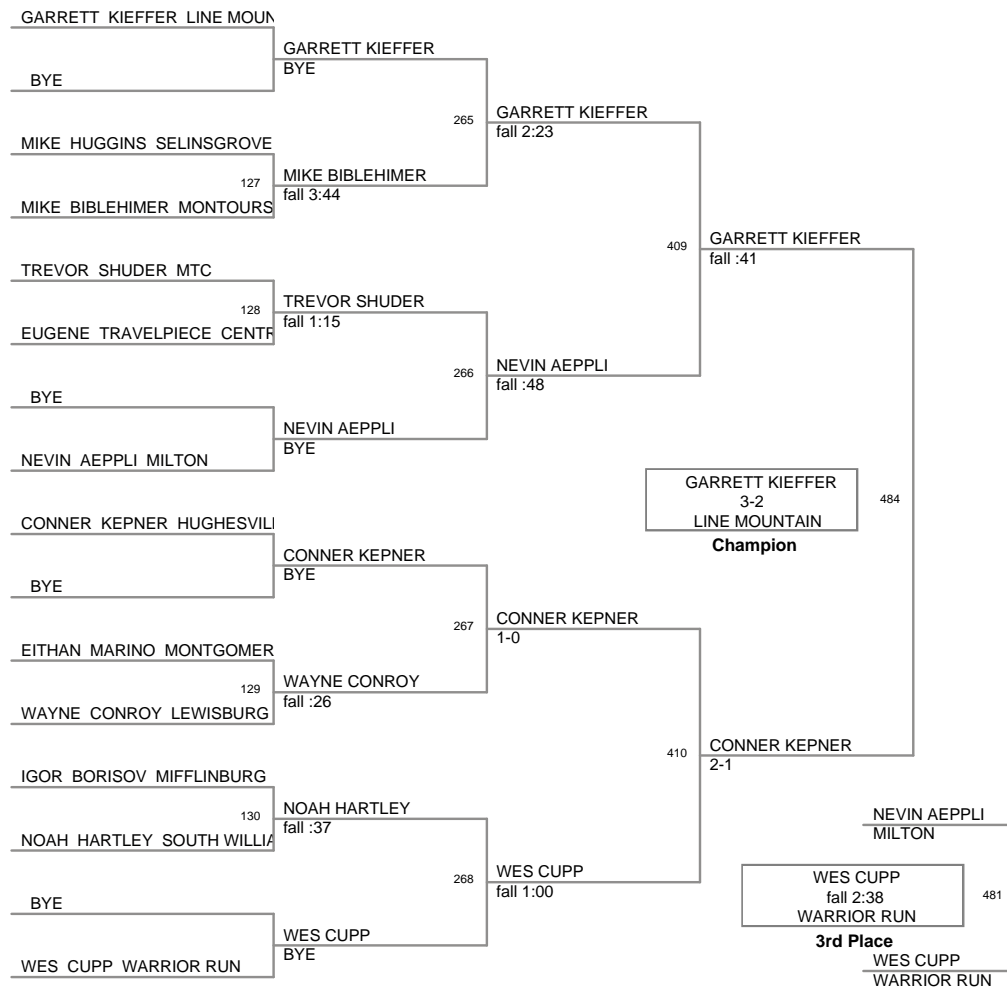 GARRETT KIEFFER LINE MOUN
BYE
MIKE HUGGINS SELINSGROVE
127
MIKE BIBLEHIMER MONTOURS
TREVOR SHUDER MTC
128
EUGENE TRAVELPIECE CENTR
BYE
NEVIN AEPPLI MILTON
CONNER KEPNER HUGHESVILL
BYE
EITHAN MARINO MONTGOMER
129
WAYNE CONROY LEWISBURG
IGOR BORISOV MIFFLINBURG
130
NOAH HARTLEY SOUTH WILLIA
BYE
WES CUPP WARRIOR RUN
GARRETT KIEFFER
BYE
265
MIKE BIBLEHIMER
fall 3:44
TREVOR SHUDER
fall 1:15
266
NEVIN AEPPLI
BYE
CONNER KEPNER
BYE
267
WAYNE CONROY
fall :26
NOAH HARTLEY
fall :37
268
WES CUPP
BYE
GARRETT KIEFFER
fall 2:23
409
NEVIN AEPPLI
fall :48
CONNER KEPNER
1-0
410
WES CUPP
fall 1:00
GARRETT KIEFFER
fall :41
GARRETT KIEFFER
3-2
LINE MOUNTAIN
484
Champion
CONNER KEPNER
2-1
NEVIN AEPPLI
MILTON
WES CUPP
fall 2:38
WARRIOR RUN
481
3rd Place
WES CUPP
WARRIOR RUN